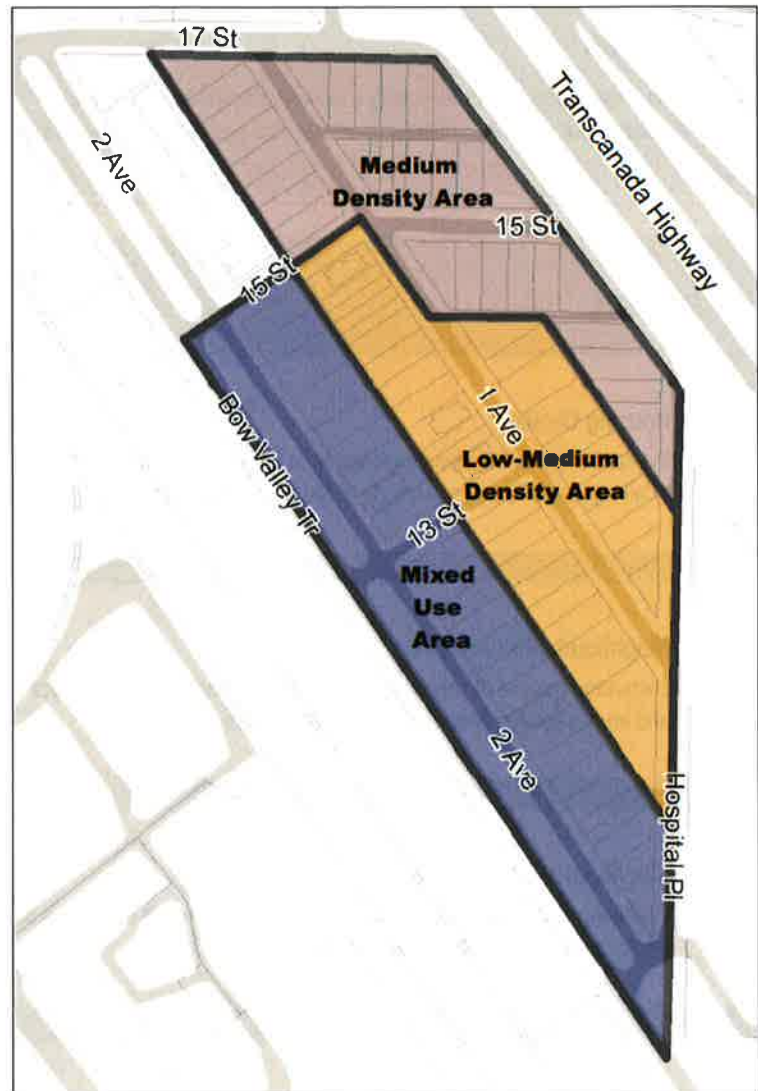 17 St
Transcanada Highway
2 Ave
Medium
Density Area
15 St
15 St
1 Ave
Bow Valley Tr
Low-Medium
Density Area
13 St
Mixed
Use
Area
2 Ave
Hospital Pl